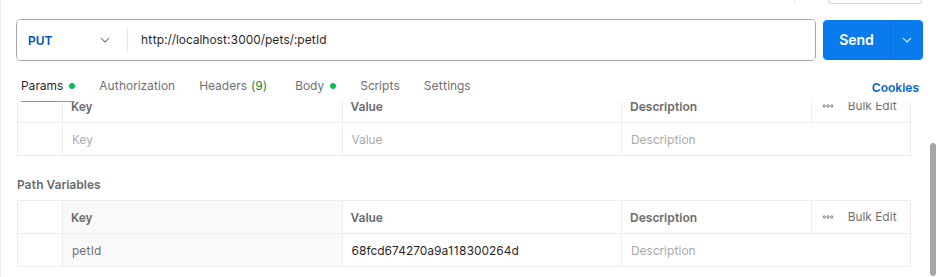 PUT http://localhost:3000/pets/:petId Send
Params Authorization Headers (9) Body Scripts Settings Cookies
Key Value Description Bulk Edit
Key Value Description
Path Variables
Key Value Description Bulk Edit
petId 68fcd674270a9a118300264d Description